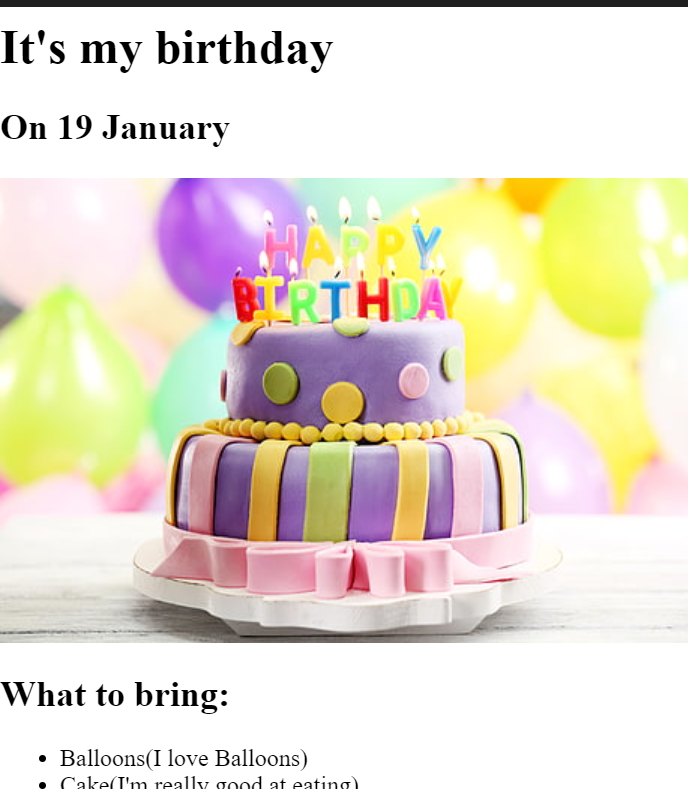 It's my birthday
On 19 January
HAPPY
BIRTHDAY
What to bring:
Balloons(I love Balloons)
Cake(I'm really good at eating)